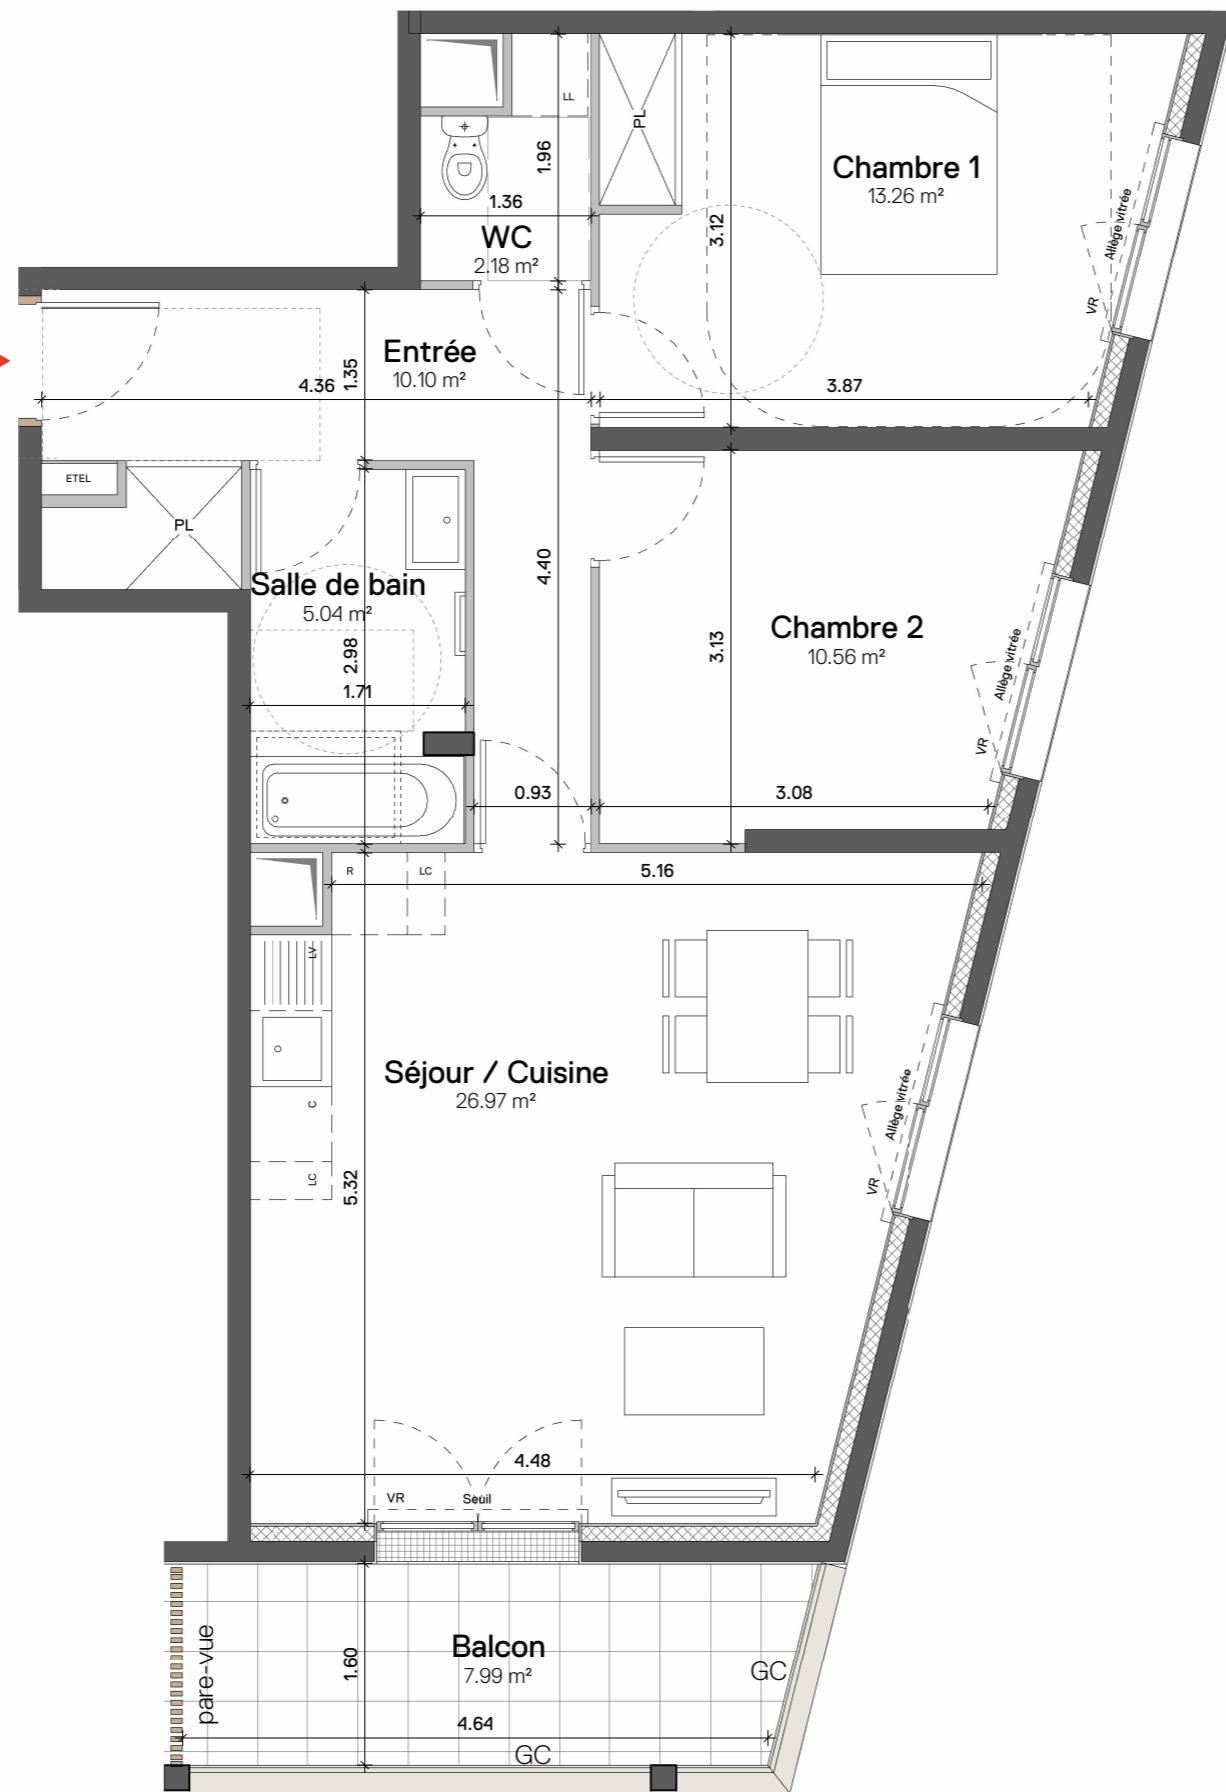 LL
PL
1.96
Chambre 1
13.26 m²
1.36
WC
2.18 m²
3.12
Allège vitrée
VR
Entrée
10.10 m²
4.36
1.35
3.87
ETEL
PL
4.40
Salle de bain
5.04 m²
2.98
1.71
3.13
Chambre 2
10.56 m²
Allège vitrée
VR
0.93
3.08
R
LC
5.16
LV
Séjour / Cuisine
26.97 m²
C
LC
5.32
Allège vitrée
VR
4.48
VR
Seuil
pare-vue
1.60
Balcon
7.99 m²
GC
4.64
GC